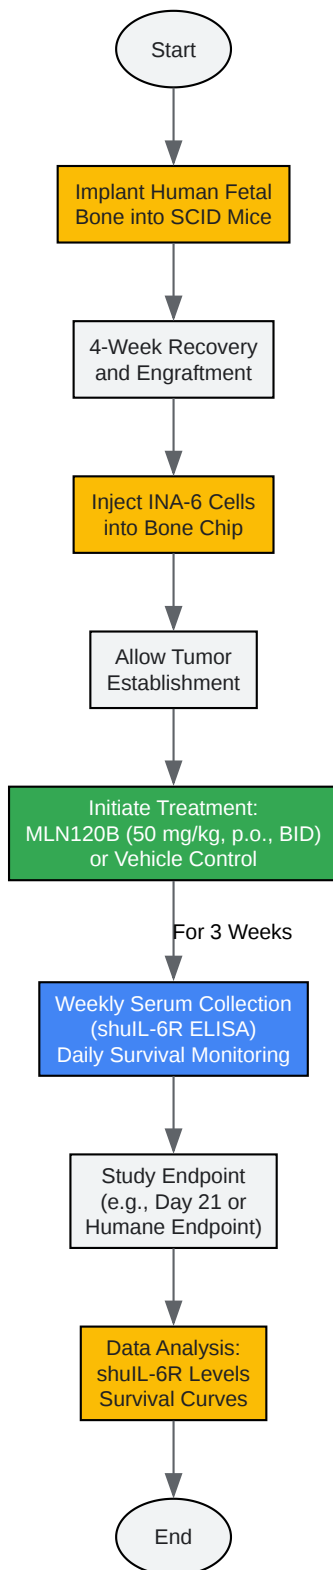 Start
Implant Human Fetal
Bone into SCID Mice
4-Week Recovery
and Engraftment
Inject INA-6 Cells
into Bone Chip
Allow Tumor
Establishment
Initiate Treatment:
MLN120B (50 mg/kg, p.o., BID)
or Vehicle Control
For 3 Weeks
Weekly Serum Collection
(shuIL-6R ELISA)
Daily Survival Monitoring
Study Endpoint
(e.g., Day 21 or
Humane Endpoint)
Data Analysis:
shuIL-6R Levels
Survival Curves
End